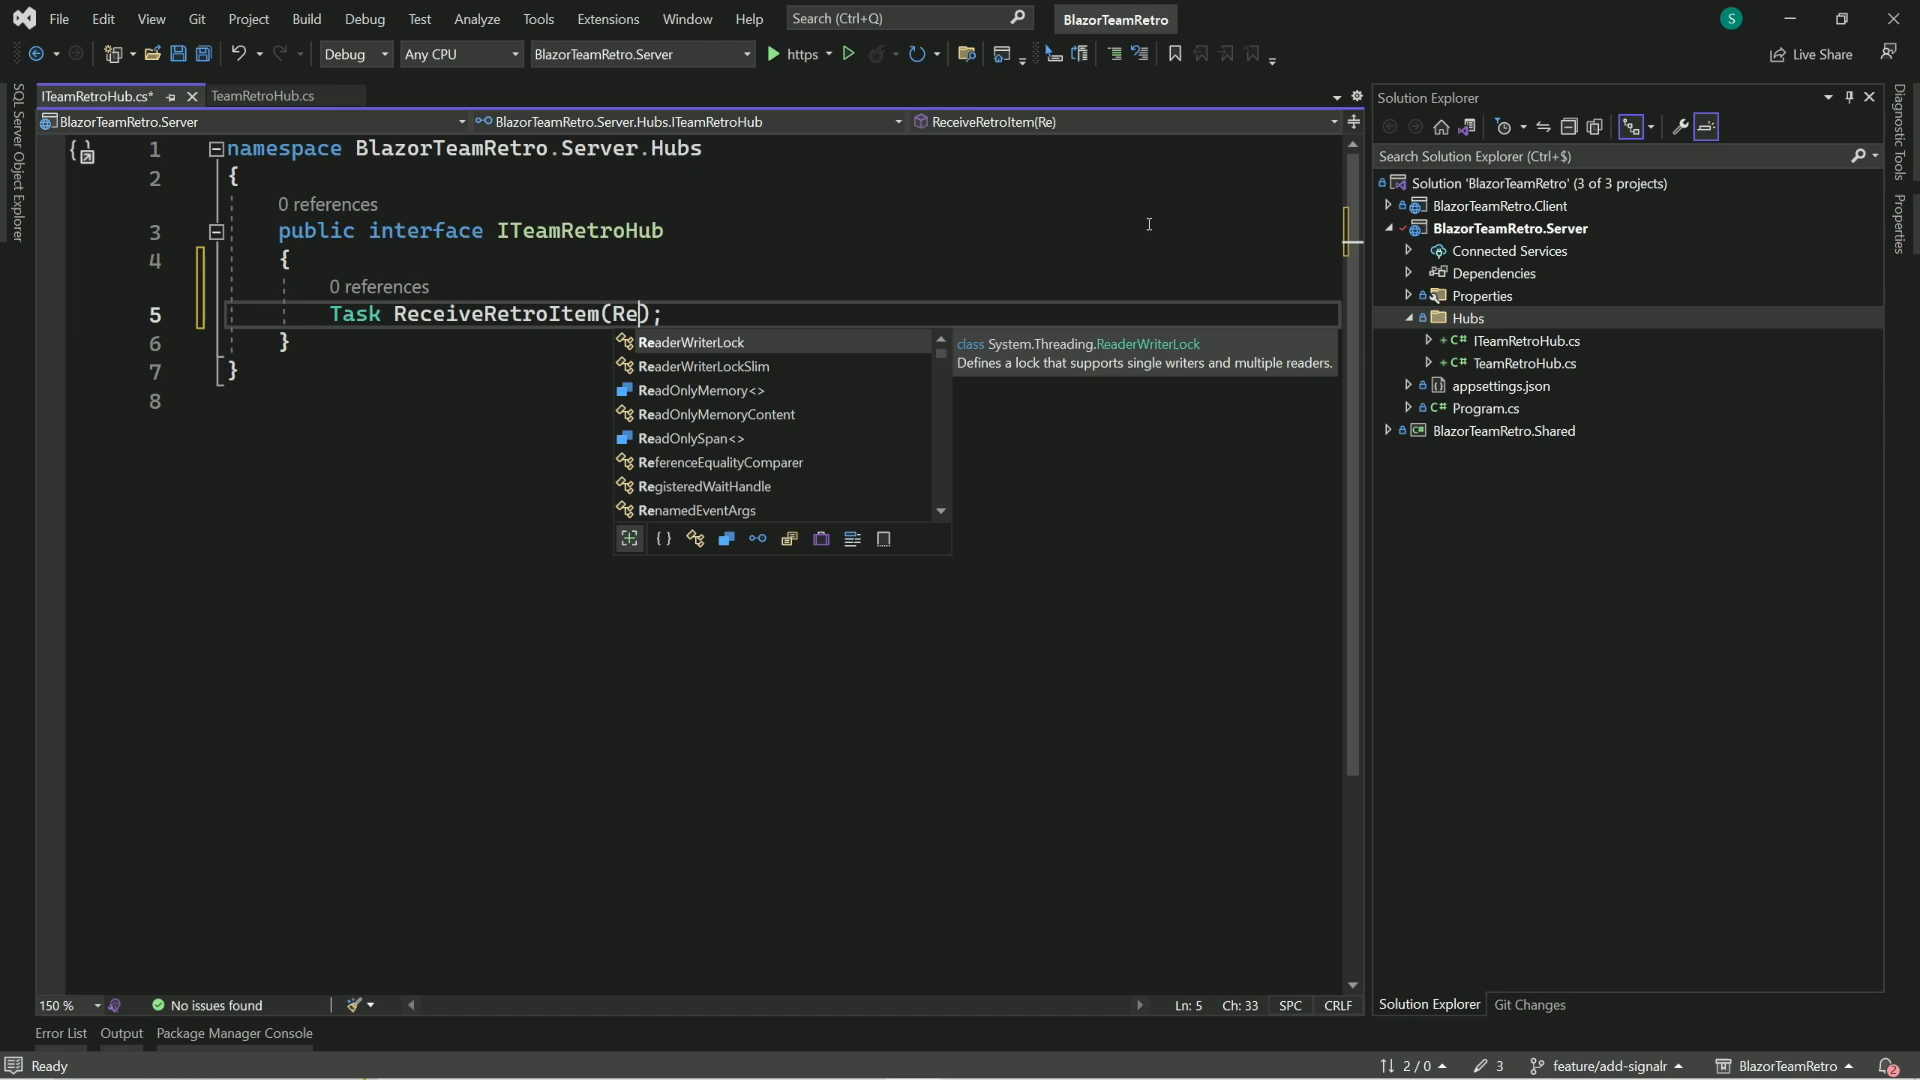 File Edit View Git Project Build Debug Test Analyze Tools Extensions Window Help Search (Ctrl+Q) BlazorTeamRetro S
Debug Any CPU BlazorTeamRetro.Server https Live Share
ITeamRetroHub.cs* TeamRetroHub.cs
BlazorTeamRetro.Server BlazorTeamRetro.Server.Hubs.ITeamRetroHub ReceiveRetroItem(Re)
SQL Server Object Explorer
1 namespace BlazorTeamRetro.Server.Hubs
2 {
0 references
3 public interface ITeamRetroHub
4 {
0 references
5 Task ReceiveRetroItem(Re);
6 }
7 }
8
ReaderWriterLock
ReaderWriterLockSlim
ReadOnlyMemory<>
ReadOnlyMemoryContent
ReadOnlySpan<>
ReferenceEqualityComparer
RegisteredWaitHandle
RenamedEventArgs
class System.Threading.ReaderWriterLock
Defines a lock that supports single writers and multiple readers.
Solution Explorer
Search Solution Explorer (Ctrl+$)
Solution 'BlazorTeamRetro' (3 of 3 projects)
BlazorTeamRetro.Client
BlazorTeamRetro.Server
Connected Services
Dependencies
Properties
Hubs
ITeamRetroHub.cs
TeamRetroHub.cs
appsettings.json
Program.cs
BlazorTeamRetro.Shared
Diagnostic Tools
Properties
150 % No issues found Ln: 5 Ch: 33 SPC CRLF
Solution Explorer Git Changes
Error List Output Package Manager Console
Ready 2 / 0 3 feature/add-signalr BlazorTeamRetro 2